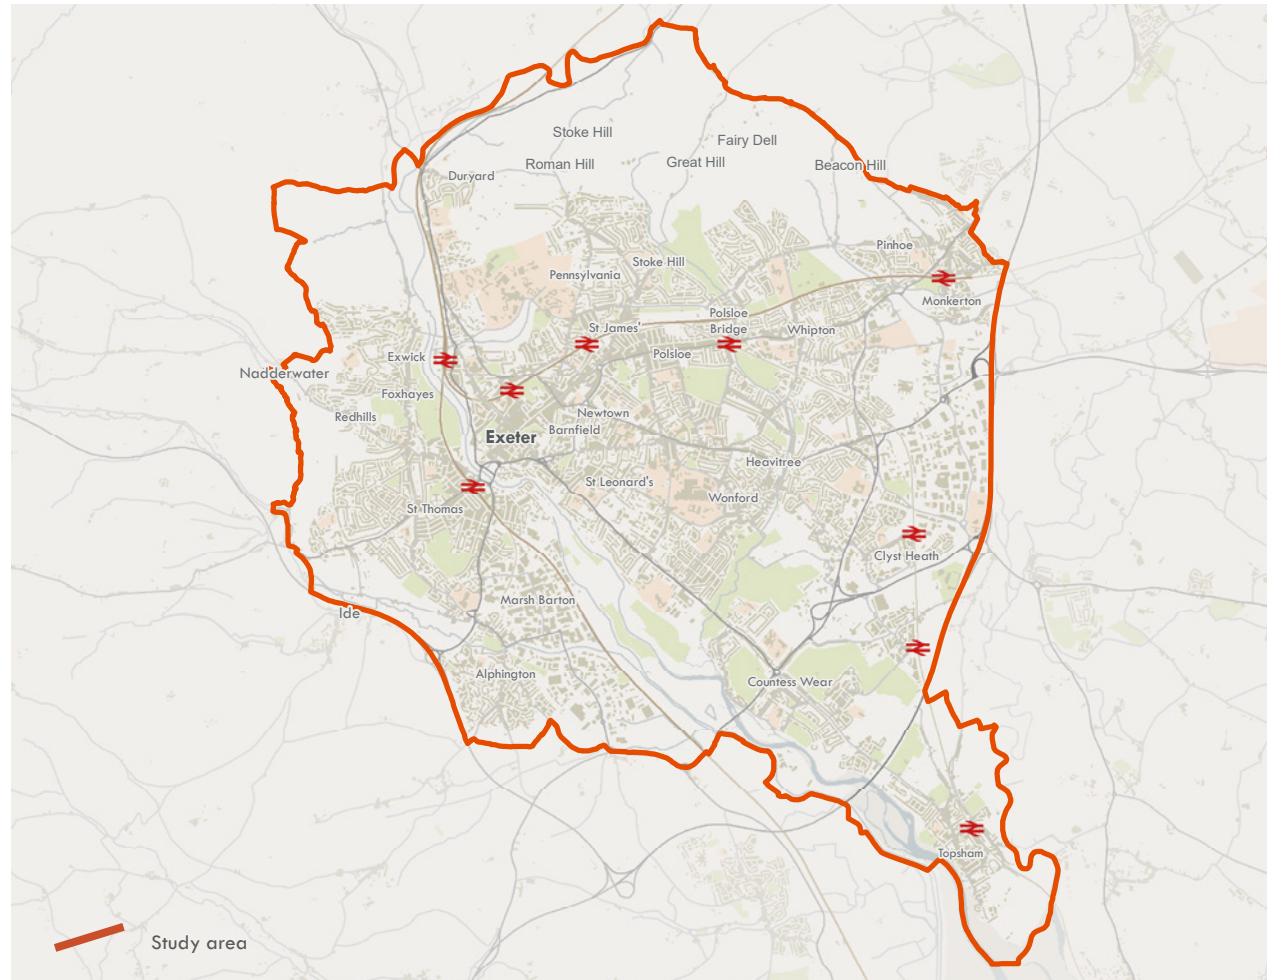 Stoke Hill
Fairy Dell
Roman Hill
Great Hill
Beacon Hill
Duryard
Pinhoe
Stoke Hill
Pennsylvania
Monkerton
Polsloe
Bridge
St James'
Whipton
Exwick
Polsloe
Nadderwater
Foxhayes
Redhills
Newtown
Barnfield
Exeter
Heavitree
St Leonard's
Wonford
St Thomas
Clyst Heath
Marsh Barton
Ide
Alphington
Countess Wear
Topsham
Study area